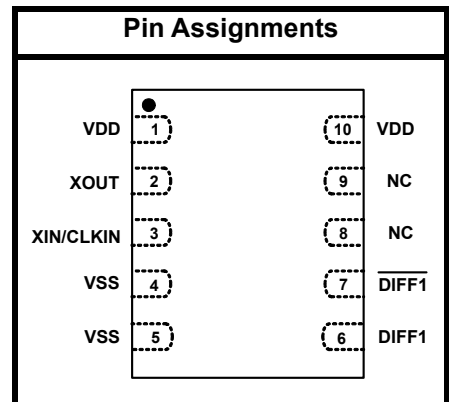 Pin Assignments
VDD 1 10 VDD
XOUT 2 9 NC
XIN/CLKIN 3 8 NC
VSS 4 7 DIFF1
VSS 5 6 DIFF1